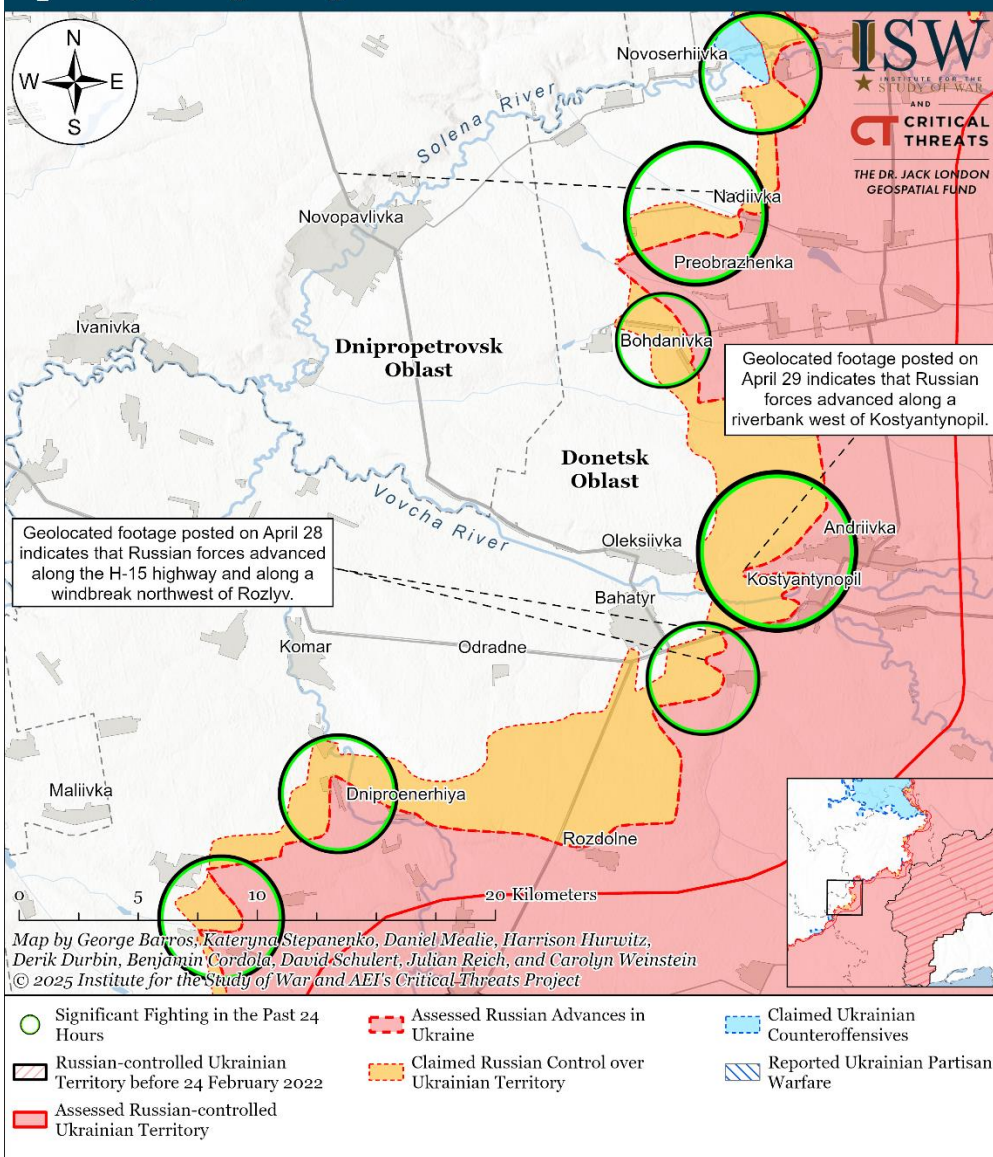 N
W
E
S
ISW
INSTITUTE FOR THE
STUDY OF WAR
AND
CT CRITICAL
THREATS
THE DR. JACK LONDON
GEOSPATIAL FUND
Novoserhiivka
Solena River
Nadiivka
Novopavlivka
Preobrazhenka
Ivanivka
Bohdanivka
Dnipropetrovsk
Oblast
Geolocated footage posted on
April 29 indicates that Russian
forces advanced along a
riverbank west of Kostyantynopil.
Donetsk
Oblast
Vovcha River
Geolocated footage posted on April 28
indicates that Russian forces advanced
along the H-15 highway and along a
windbreak northwest of Rozlyv.
Oleksiivka
Andriivka
Kostyantynopil
Bahatyr
Komar
Odradne
Maliivka
Dniproenerhiya
Rozdolne
0
5
10
20 Kilometers
Map by George Barros, Kateryna Stepanenko, Daniel Mealie, Harrison Hurwitz,
Derik Durbin, Benjamin Cordola, David Schulert, Julian Reich, and Carolyn Weinstein
© 2025 Institute for the Study of War and AEI's Critical Threats Project
Significant Fighting in the Past 24
Hours
Russian-controlled Ukrainian
Territory before 24 February 2022
Assessed Russian-controlled
Ukrainian Territory
Assessed Russian Advances in
Ukraine
Claimed Russian Control over
Ukrainian Territory
Claimed Ukrainian
Counteroffensives
Reported Ukrainian Partisan
Warfare